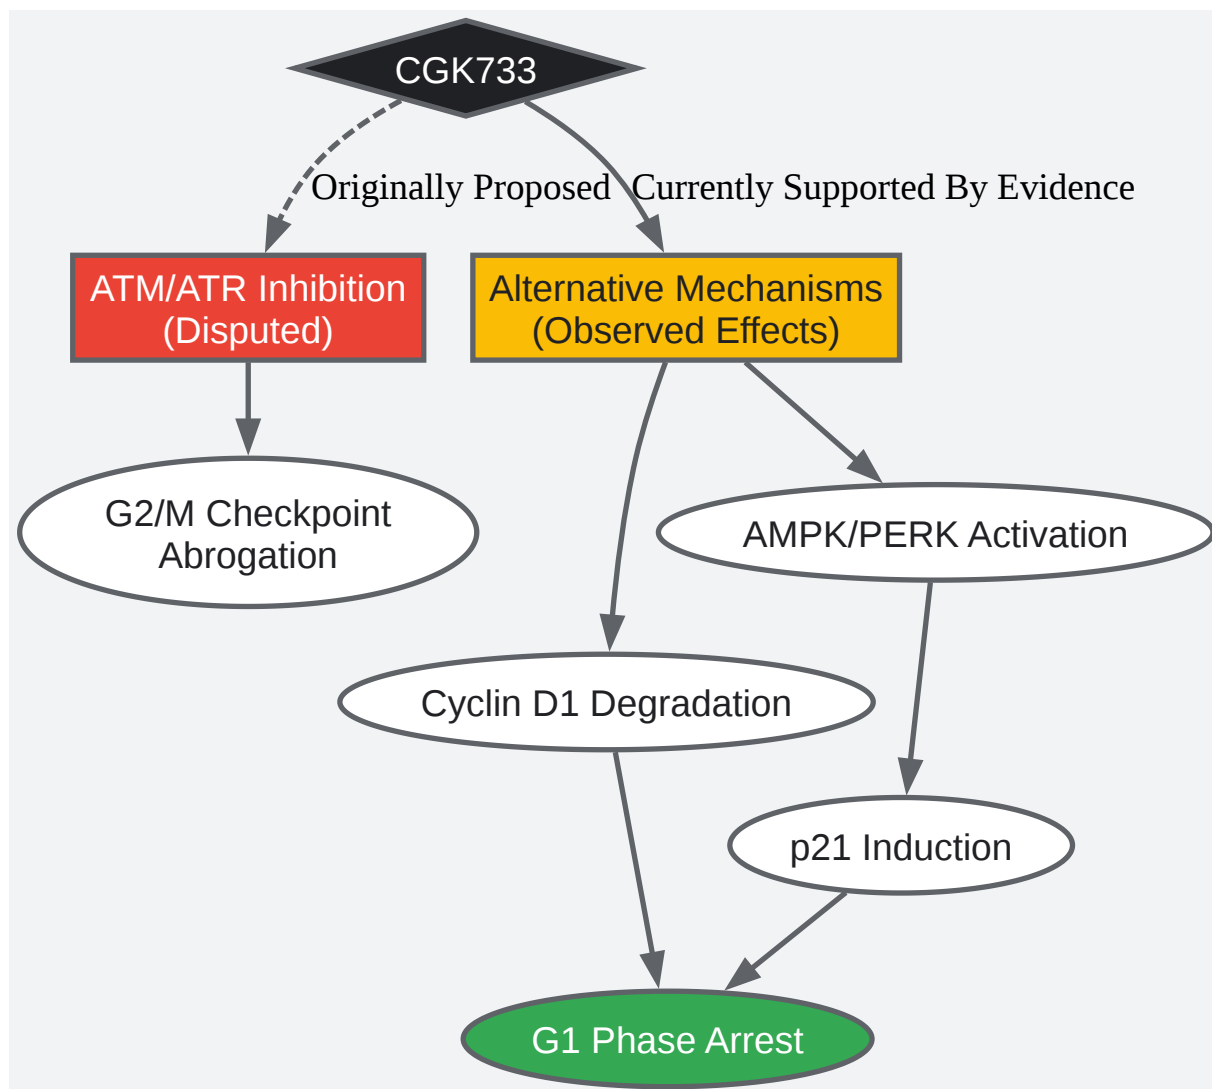 CGK733
Originally Proposed
Currently Supported By Evidence
ATM/ATR Inhibition
(Disputed)
Alternative Mechanisms
(Observed Effects)
G2/M Checkpoint
Abrogation
AMPK/PERK Activation
Cyclin D1 Degradation
p21 Induction
G1 Phase Arrest